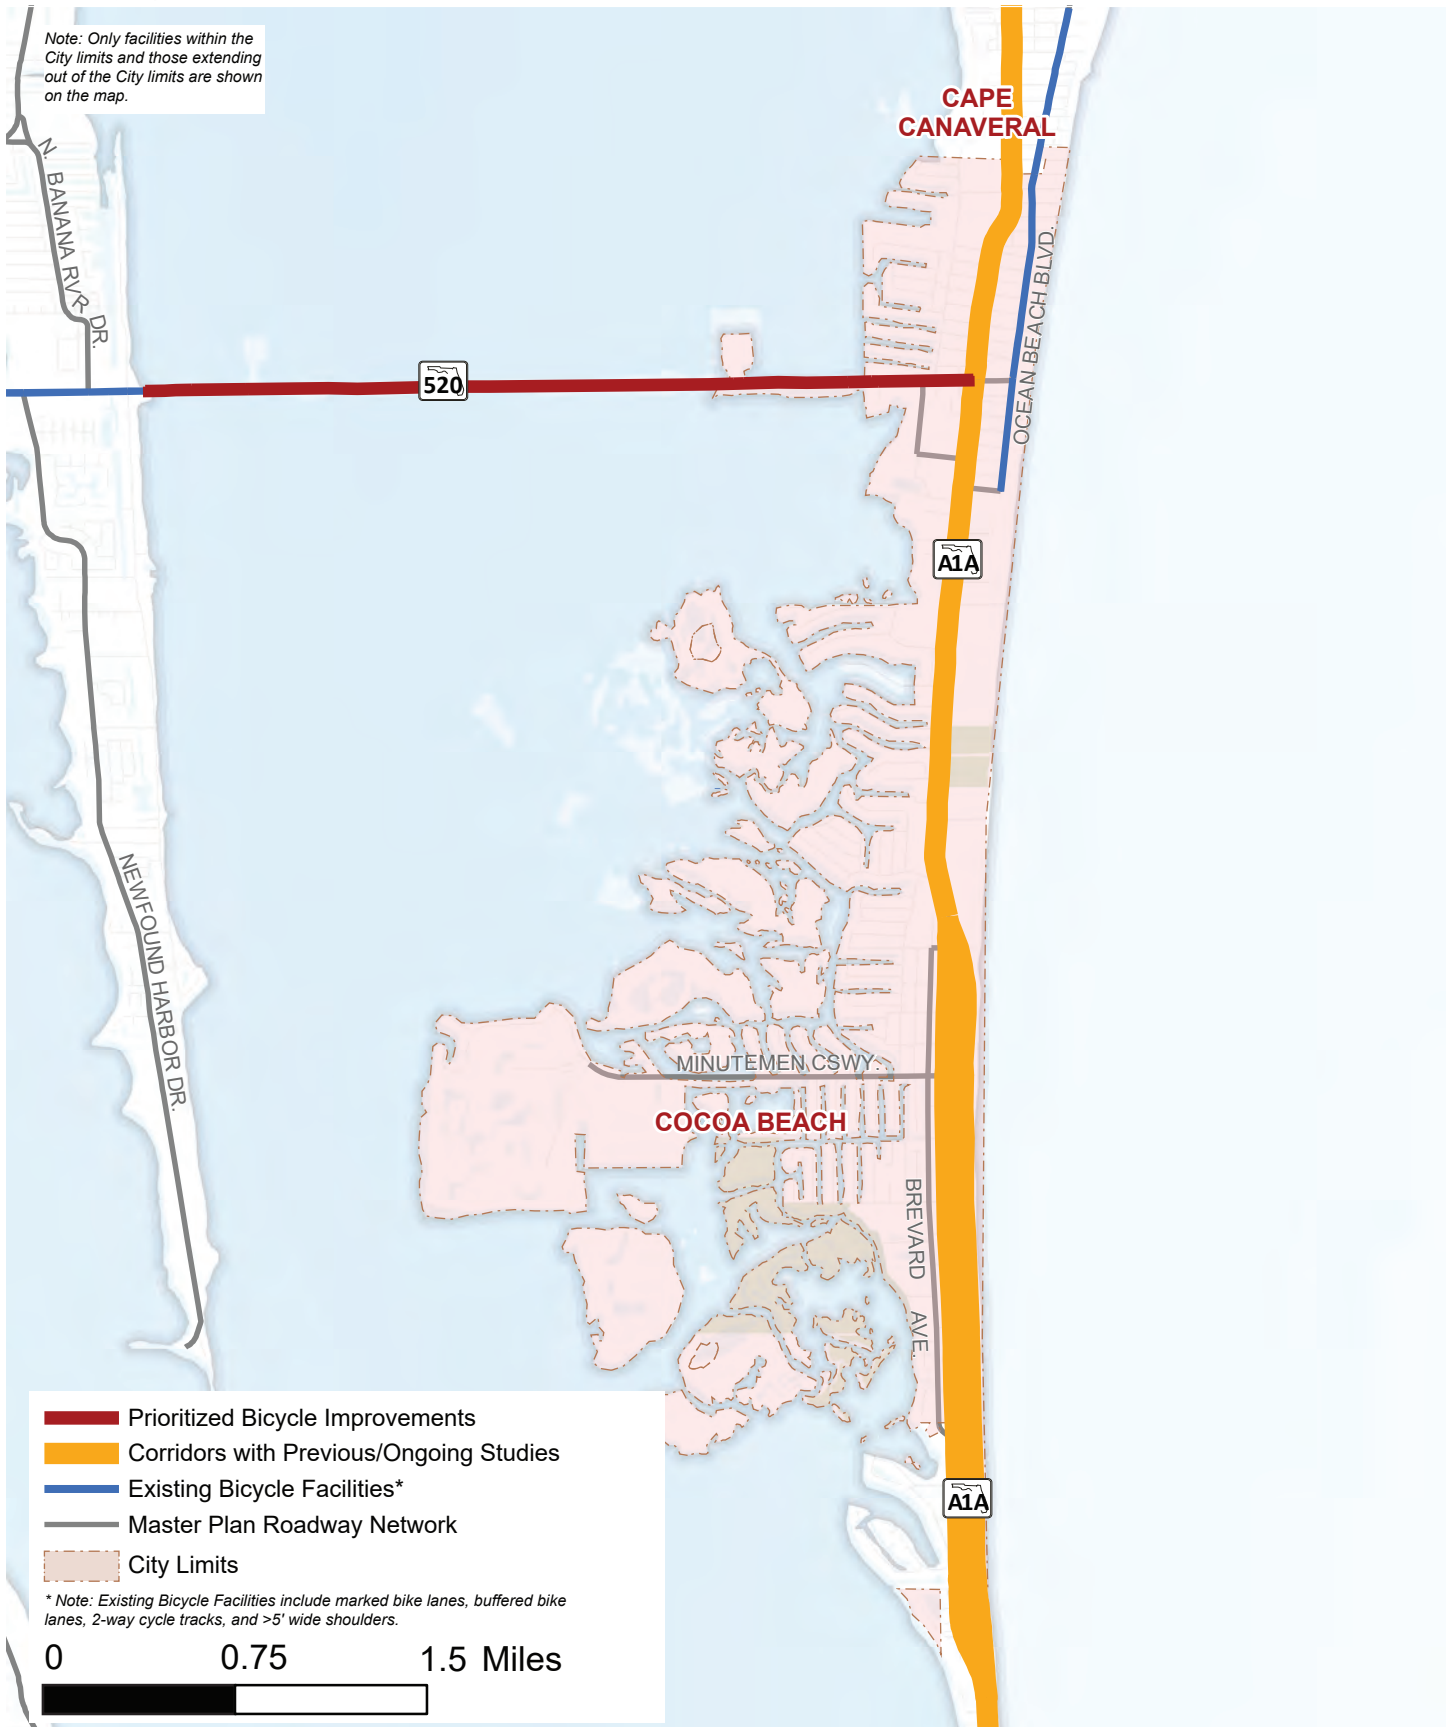 Note: Only facilities within the
City limits and those extending
out of the City limits are shown
on the map.
CAPE
CANAVERAL
N. BANANA RVR DR.
OCEAN BEACH BLVD.
520
A1A
NEWFOUND HARBOR DR.
MINUTEMEN CSWY.
COCOA BEACH
BREVARD AVE.
A1A
Prioritized Bicycle Improvements
Corridors with Previous/Ongoing Studies
Existing Bicycle Facilities*
Master Plan Roadway Network
City Limits
* Note: Existing Bicycle Facilities include marked bike lanes, buffered bike
lanes, 2-way cycle tracks, and >5' wide shoulders.
0 0.75 1.5 Miles